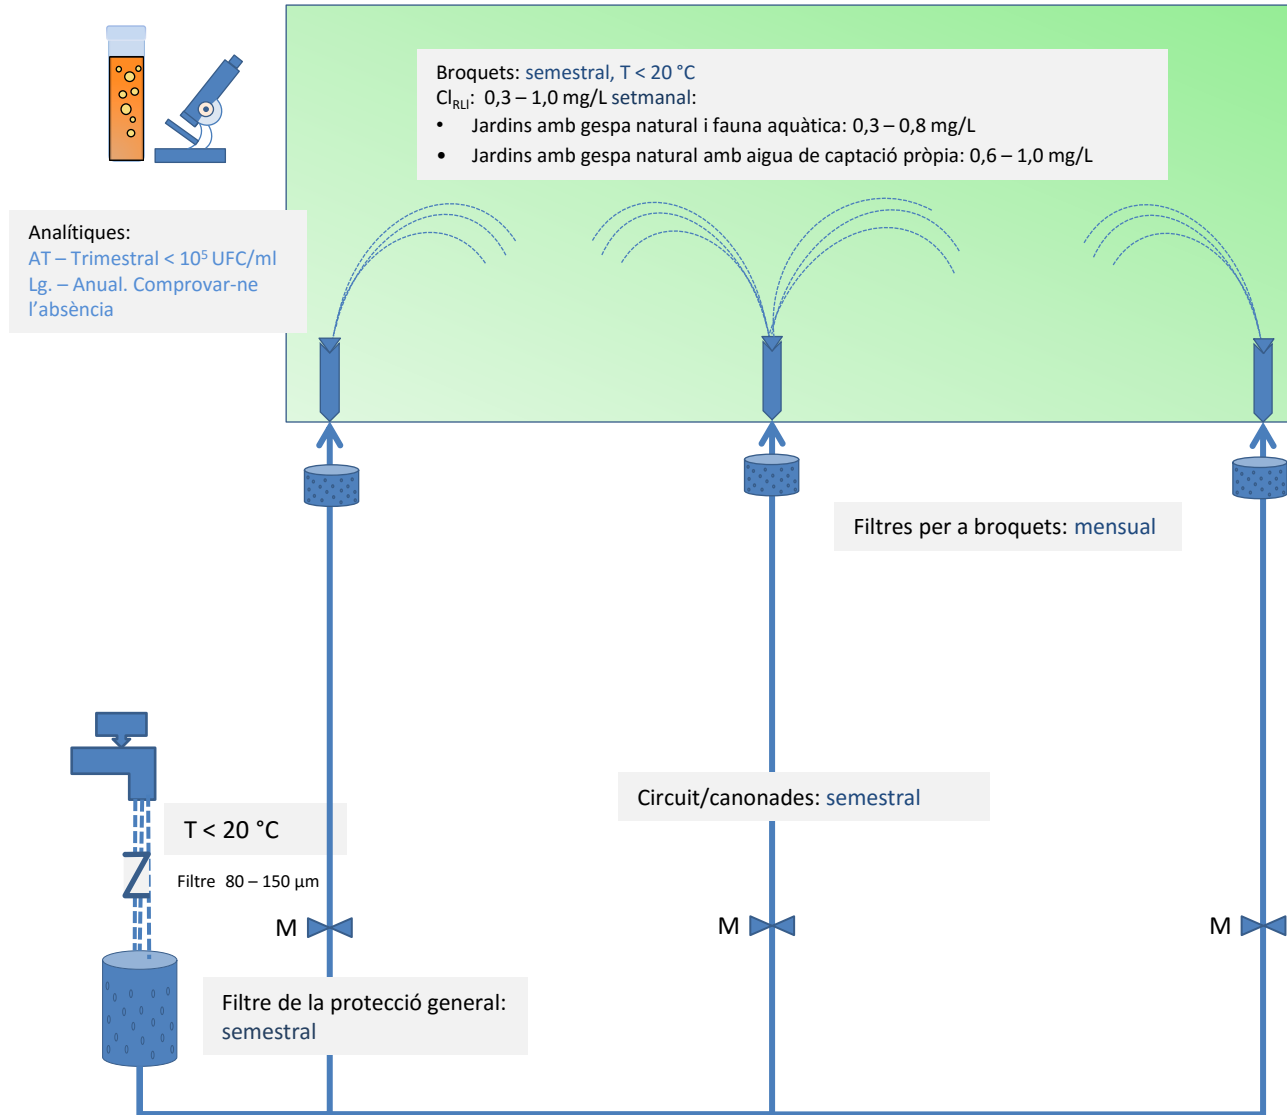 Broquets: semestral, T < 20 °C
Cl RLI: 0,3 – 1,0 mg/L setmanal:
• Jardins amb gespa natural i fauna aquàtica: 0,3 – 0,8 mg/L
• Jardins amb gespa natural amb aigua de captació pròpia: 0,6 – 1,0 mg/L
Analítiques:
AT – Trimestral < 10⁵ UFC/ml
Lg. – Anual. Comprovar-ne
l’absència
Filtres per a broquets: mensual
Circuit/canonades: semestral
T < 20 °C
Filtre 80 – 150 µm
M
M
M
Filtre de la protecció general:
semestral